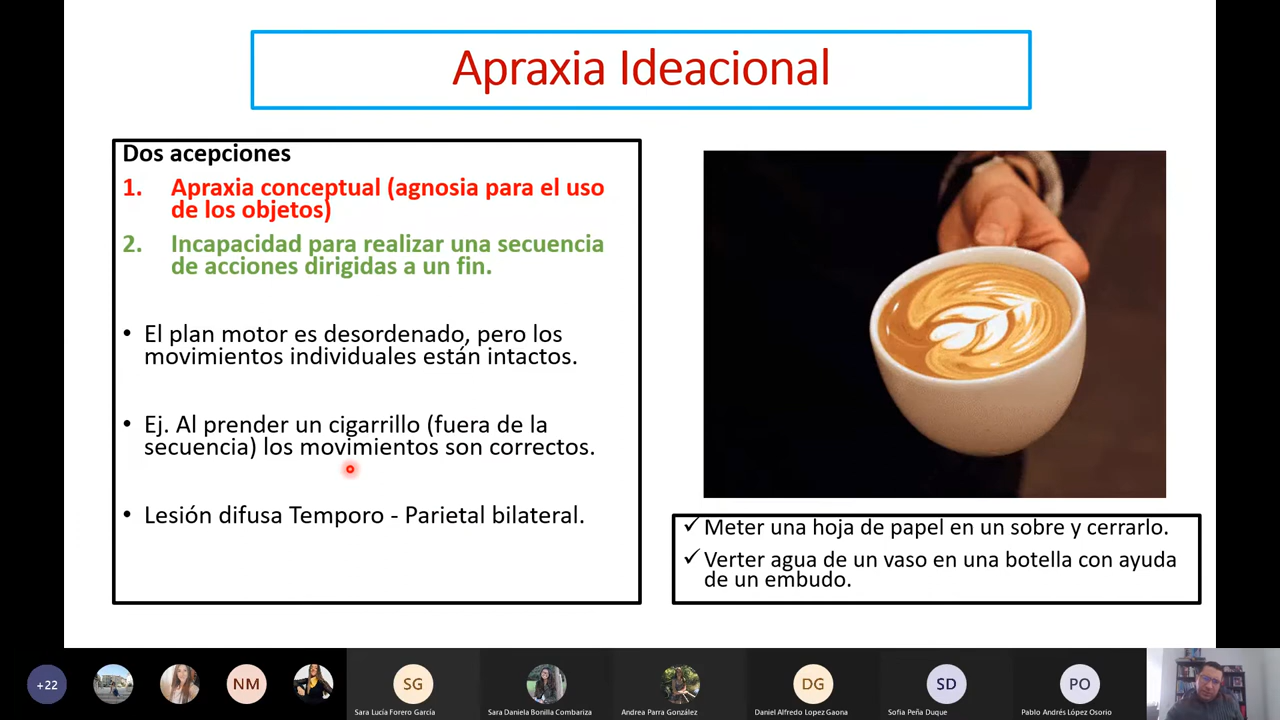 Apraxia Ideacional
Dos acepciones
1. Apraxia conceptual (agnosia para el uso
de los objetos)
2. Incapacidad para realizar una secuencia
de acciones dirigidas a un fin.
• El plan motor es desordenado, pero los
movimientos individuales están intactos.
• Ej. Al prender un cigarrillo (fuera de la
secuencia) los movimientos son correctos.
• Lesión difusa Temporo - Parietal bilateral.
✓ Meter una hoja de papel en un sobre y cerrarlo.
✓ Verter agua de un vaso en una botella con ayuda
de un embudo.
+22
NM
SG
Sara Lucía Forero García
Sara Daniela Bonilla Combariza
Andrea Parra González
DG
Daniel Alfredo Lopez Gaona
SD
Sofia Peña Duque
PO
Pablo Andrés López Osorio